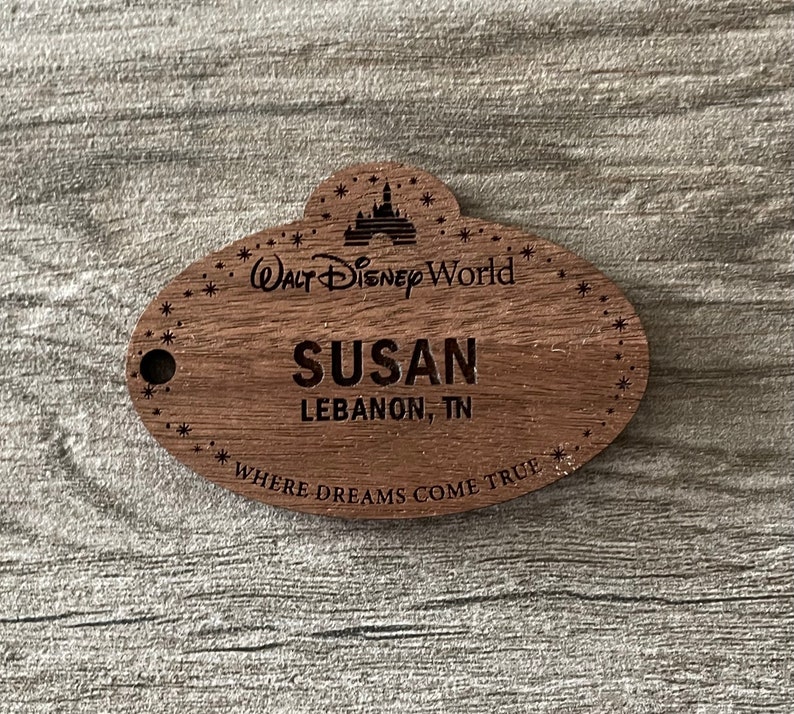 WALT DISNEY World
SUSAN
LEBANON, TN
WHERE DREAMS COME TRUE